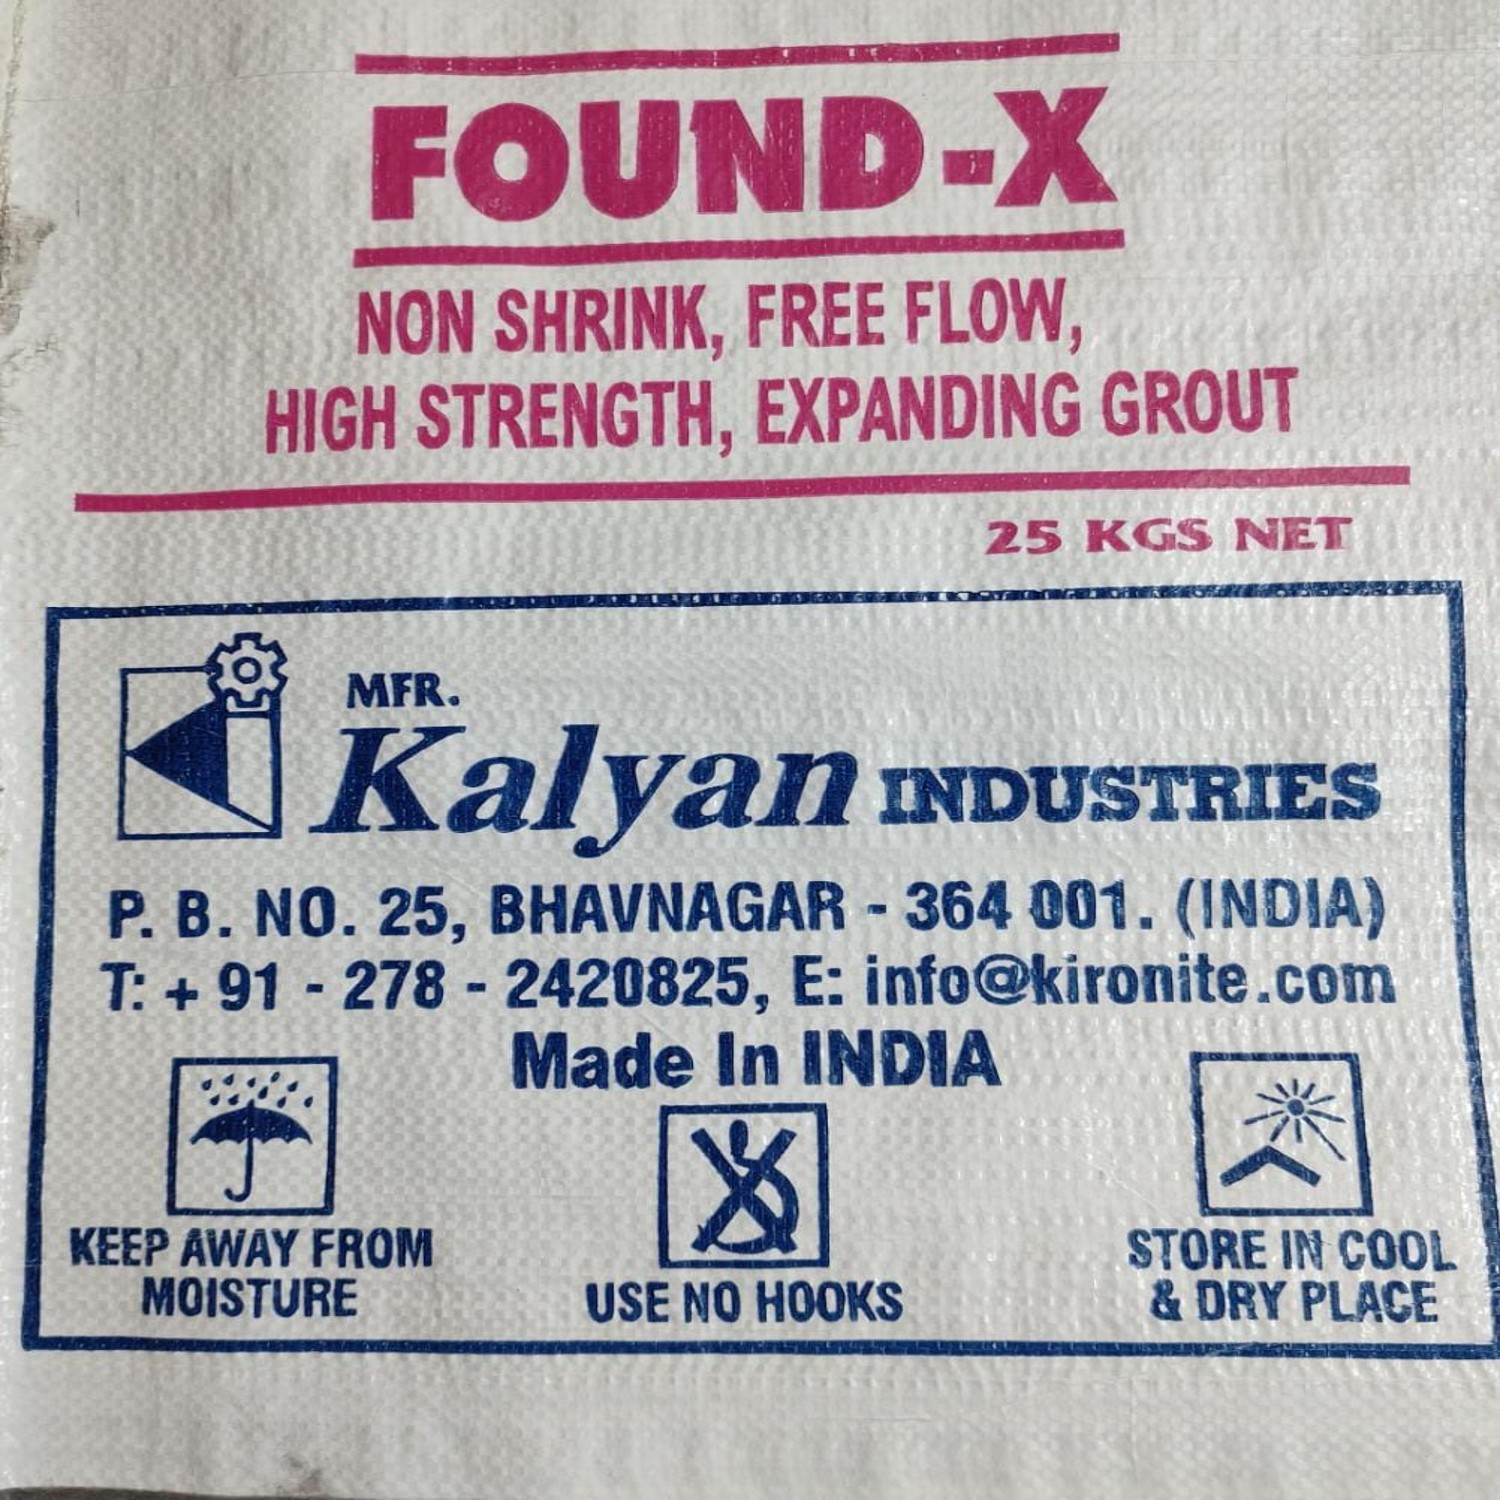 FOUND-X
NON SHRINK, FREE FLOW,
HIGH STRENGTH, EXPANDING GROUT
25 KGS NET
MFR.
Kalyan INDUSTRIES
P. B. NO. 25, BHAVNAGAR - 364 001. (INDIA)
T: + 91 - 278 - 2420825, E: info@kironite.com
Made In INDIA
KEEP AWAY FROM
MOISTURE
USE NO HOOKS
STORE IN COOL
& DRY PLACE